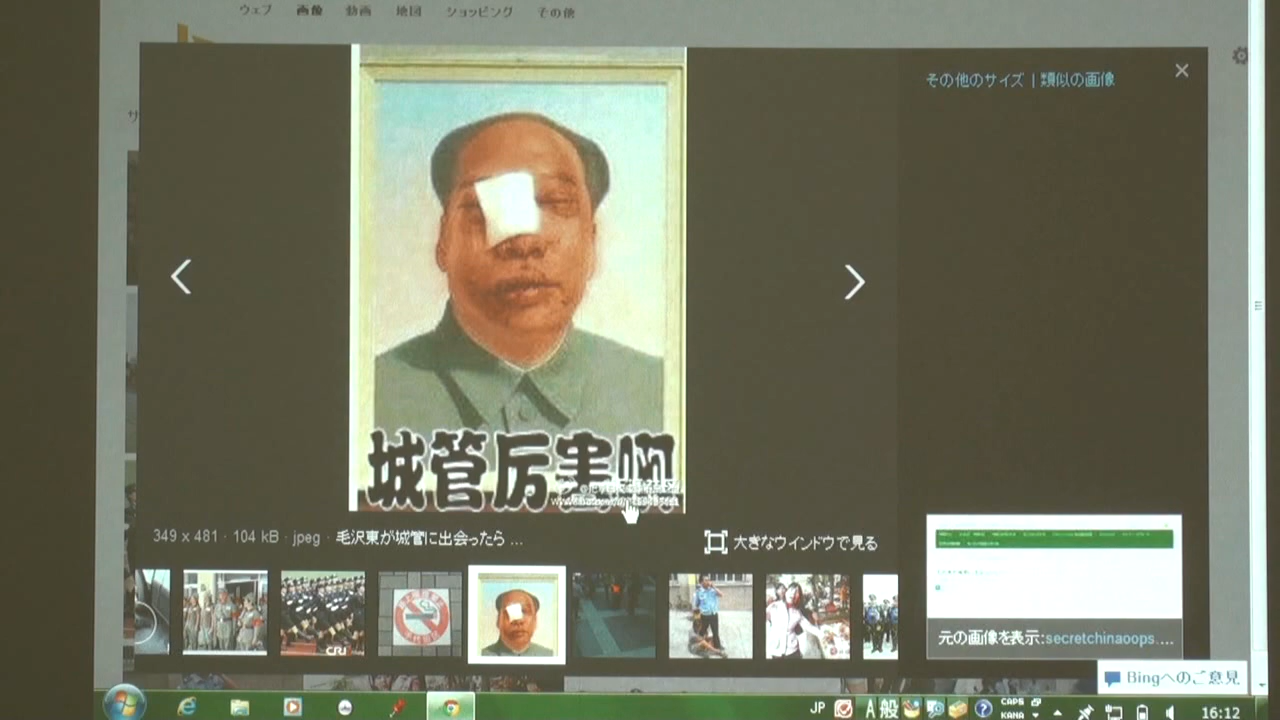 ウェブ 画像 動画 地図 ショッピング その他
サ
その他のサイズ | 類似の画像
城管厉害啊
349 x 481 · 104 kB · jpeg · 毛沢東が城管に出会ったら ...
大きなウインドウで見る
CRI
元の画像を表示:secretchinaoops....
Bingへのご意見
JP A 般 CAPS KANA 16:12